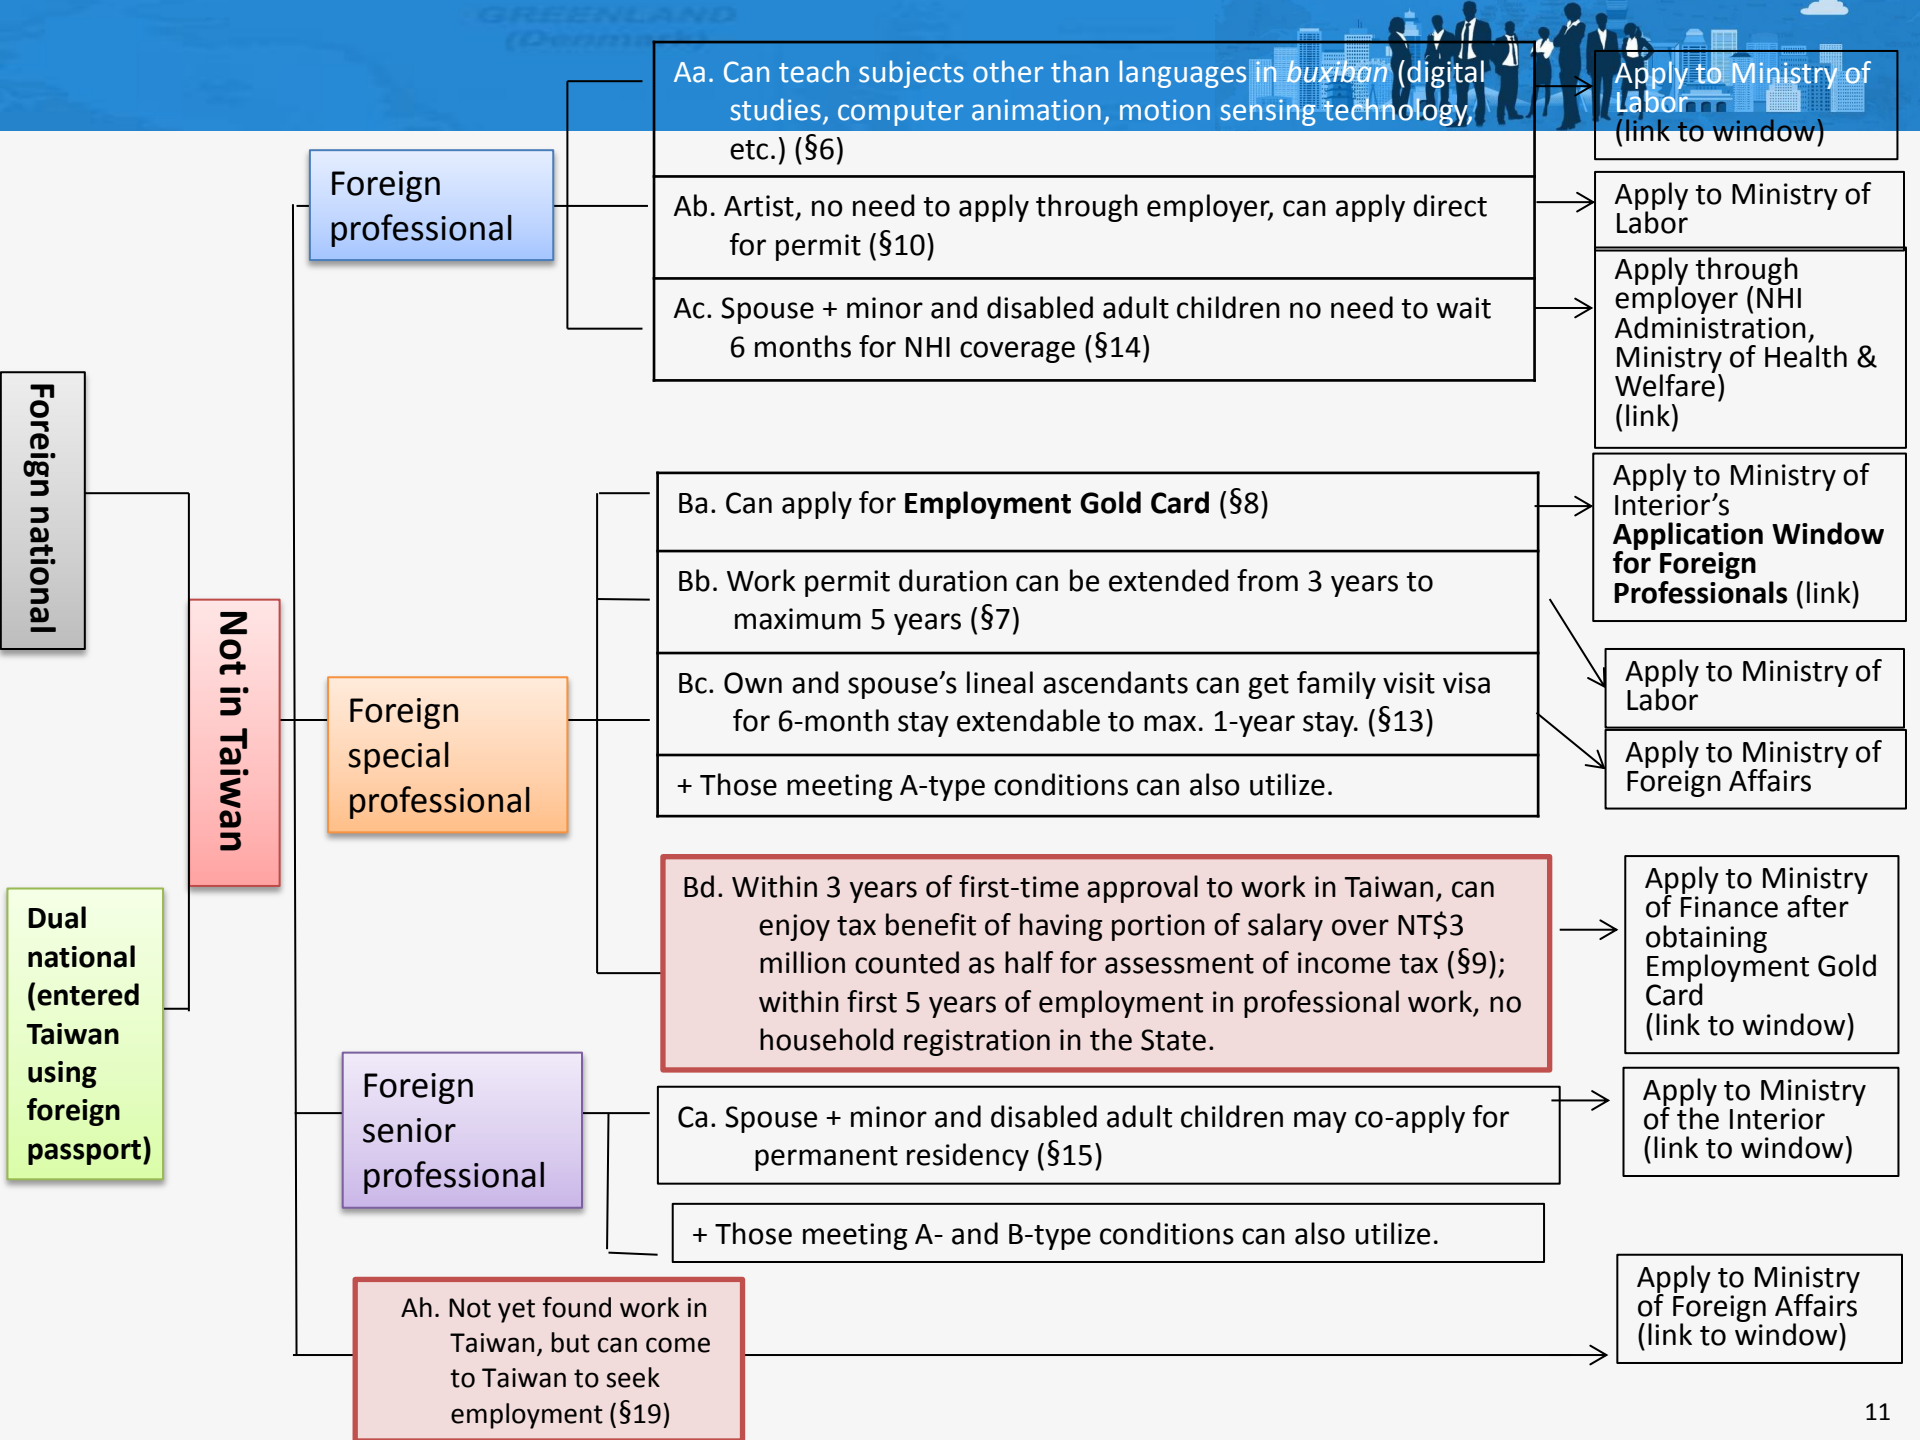 GREENLAND
(Denmark)
Foreign national
Dual
national
(entered
Taiwan
using
foreign
passport)
Not in Taiwan
Foreign
professional
Aa. Can teach subjects other than languages in buxiban (digital
studies, computer animation, motion sensing technology,
etc.) (§6)
Apply to Ministry of
Labor
(link to window)
Ab. Artist, no need to apply through employer, can apply direct
for permit (§10)
Apply to Ministry of
Labor
Ac. Spouse + minor and disabled adult children no need to wait
6 months for NHI coverage (§14)
Apply through
employer (NHI
Administration,
Ministry of Health &
Welfare)
(link)
Foreign
special
professional
Ba. Can apply for Employment Gold Card (§8)
Apply to Ministry of
Interior’s
Application Window
for Foreign
Professionals (link)
Bb. Work permit duration can be extended from 3 years to
maximum 5 years (§7)
Apply to Ministry of
Labor
Bc. Own and spouse’s lineal ascendants can get family visit visa
for 6-month stay extendable to max. 1-year stay. (§13)
Apply to Ministry of
Foreign Affairs
+ Those meeting A-type conditions can also utilize.
Bd. Within 3 years of first-time approval to work in Taiwan, can
enjoy tax benefit of having portion of salary over NT$3
million counted as half for assessment of income tax (§9);
within first 5 years of employment in professional work, no
household registration in the State.
Apply to Ministry
of Finance after
obtaining
Employment Gold
Card
(link to window)
Foreign
senior
professional
Ca. Spouse + minor and disabled adult children may co-apply for
permanent residency (§15)
Apply to Ministry
of the Interior
(link to window)
+ Those meeting A- and B-type conditions can also utilize.
Ah. Not yet found work in
Taiwan, but can come
to Taiwan to seek
employment (§19)
Apply to Ministry
of Foreign Affairs
(link to window)
11